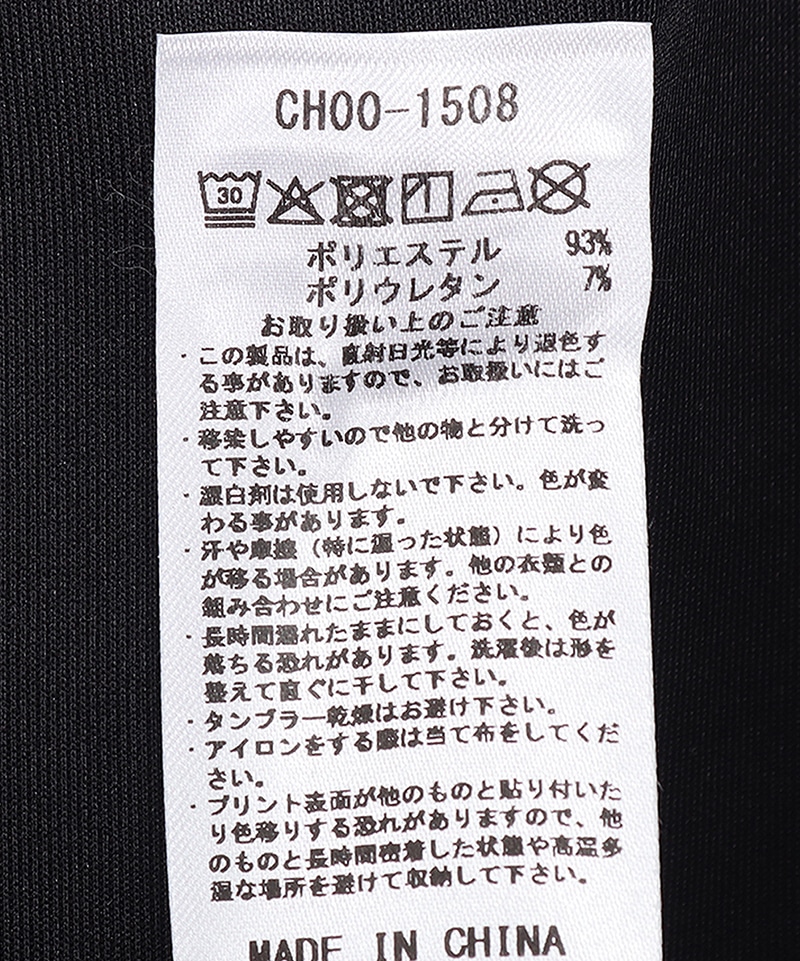 CH00-1508
30
ポリエステル 93%
ポリウレタン 7%
お取り扱い上のご注意
・この製品は、直射日光等により退色す
る事がありますので、お取扱いにはご
注意下さい。
・移染しやすいので他の物と分けて洗っ
て下さい。
・漂白剤は使用しないで下さい。色が変
わる事があります。
・汗や摩擦（特に湿った状態）により色
が移る場合があります。他の衣類との
組み合わせにご注意ください。
・長時間濡れたままにしておくと、色が
落ちる恐れがあります。洗濯後は形を
整えて直ぐに干して下さい。
・タンブラー乾燥はお避け下さい。
・アイロンをする際は当て布をしてくだ
さい。
・プリント表面が他のものと貼り付いた
り色移りする恐れがありますので、他
のものと長時間密着した状態や高温多
湿な場所を避けて収納して下さい。
MADE IN CHINA